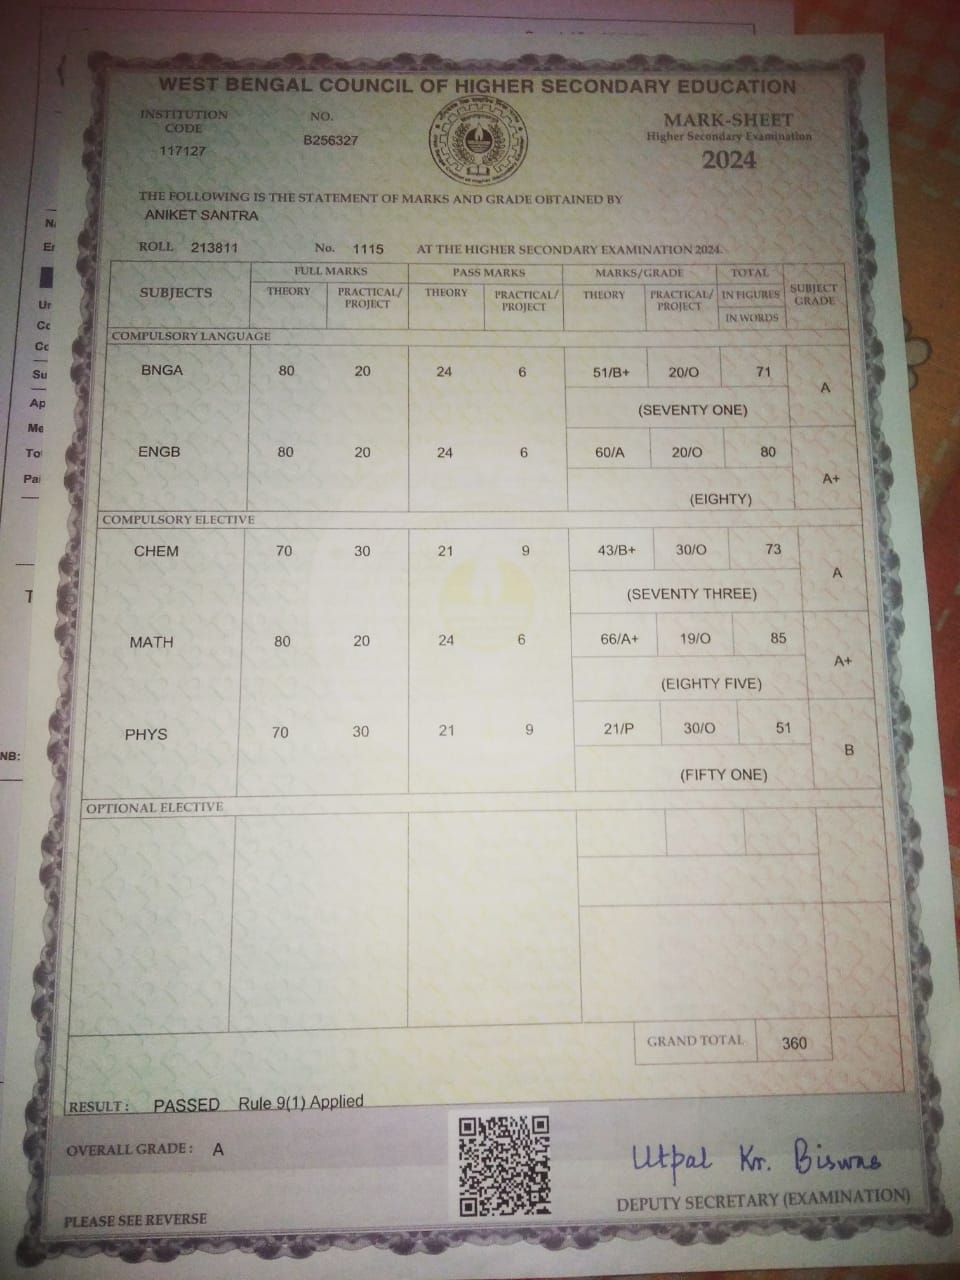 WEST BENGAL COUNCIL OF HIGHER SECONDARY EDUCATION
INSTITUTION CODE
117127
NO.
B256327
MARK-SHEET
Higher Secondary Examination
2024
THE FOLLOWING IS THE STATEMENT OF MARKS AND GRADE OBTAINED BY
ANIKET SANTRA
ROLL 213811 No. 1115 AT THE HIGHER SECONDARY EXAMINATION 2024.
SUBJECTS FULL MARKS PASS MARKS MARKS/GRADE TOTAL SUBJECT GRADE
THEORY PRACTICAL/PROJECT THEORY PRACTICAL/PROJECT THEORY PRACTICAL/PROJECT IN FIGURES
IN WORDS
COMPULSORY LANGUAGE
BNGA 80 20 24 6 51/B+ 20/O 71 A
(SEVENTY ONE)
ENGB 80 20 24 6 60/A 20/O 80 A+
(EIGHTY)
COMPULSORY ELECTIVE
CHEM 70 30 21 9 43/B+ 30/O 73 A
(SEVENTY THREE)
MATH 80 20 24 6 66/A+ 19/O 85 A+
(EIGHTY FIVE)
PHYS 70 30 21 9 21/P 30/O 51 B
(FIFTY ONE)
OPTIONAL ELECTIVE
GRAND TOTAL 360
RESULT : PASSED Rule 9(1) Applied
OVERALL GRADE : A
Utpal Kr. Biswas
DEPUTY SECRETARY (EXAMINATION)
PLEASE SEE REVERSE
NB: